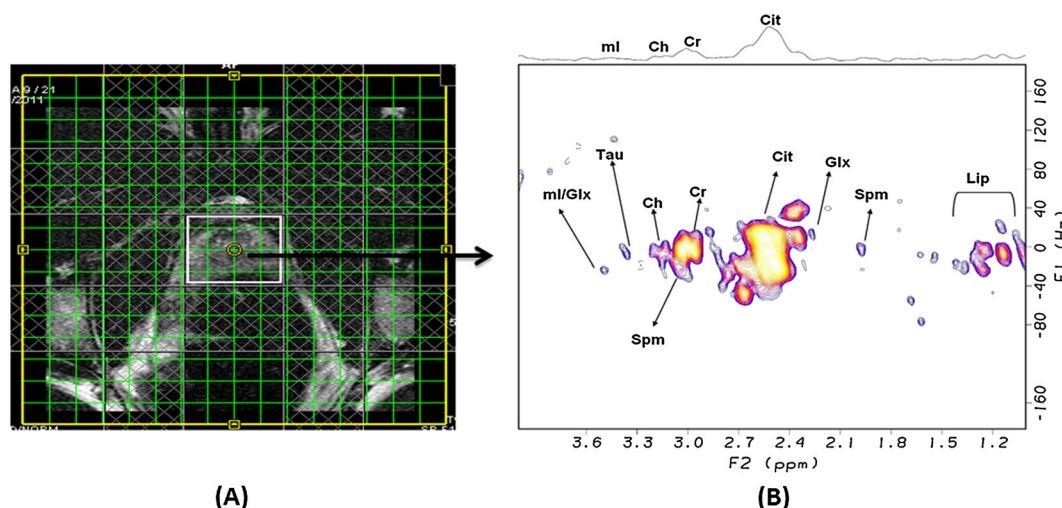 AP
A 9 / 21
/2011
(A)
Cit
Cr
Ch
mI
Tau
Cit
Glx
Lip
mI/Glx
Ch
Cr
Spm
Spm
160
120
80
40
0
-40
-80
-160
F1 (Hz)
3.6
3.3
3.0
2.7
2.4
2.1
1.8
1.5
1.2
F2 (ppm)
(B)